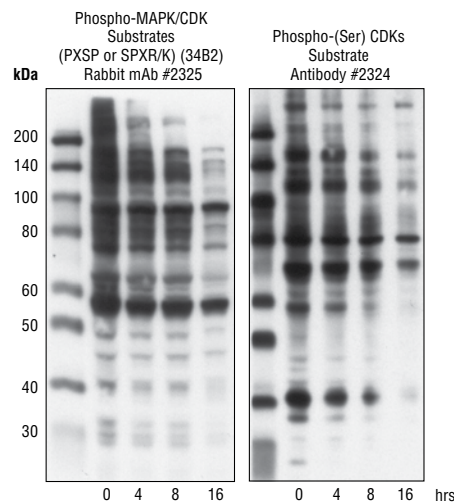 Phospho-MAPK/CDK
Substrates
(PXSP or SPXR/K) (34B2)
Rabbit mAb #2325
Phospho-(Ser) CDKs
Substrate
Antibody #2324
kDa
200
140
100
80
60
50
40
30
0 4 8 16
0 4 8 16 hrs